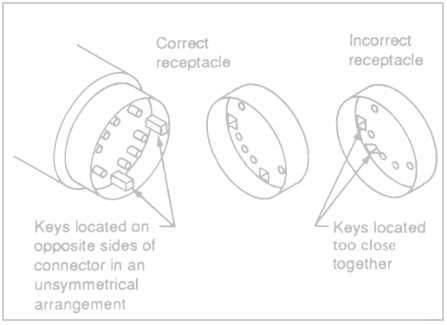 Correct
receptacle
Incorrect
receptacle
Keys located on
opposite sides of
connector in an
unsymmetrical
arrangement
Keys located
too close
together